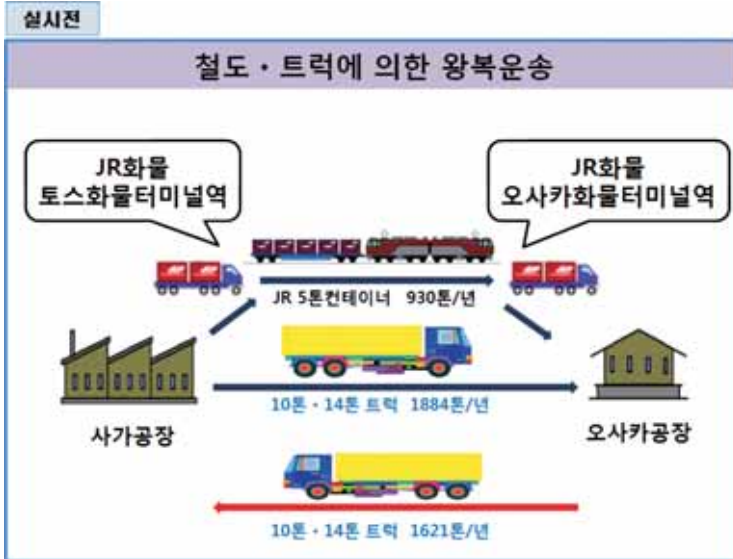 실시전
철도・트럭에 의한 왕복운송
JR화물
토스화물터미널역
JR화물
오사카화물터미널역
JR 5톤컨테이너 930톤/년
10톤・14톤 트럭 1884톤/년
사가공장
오사카공장
10톤・14톤 트럭 1621톤/년